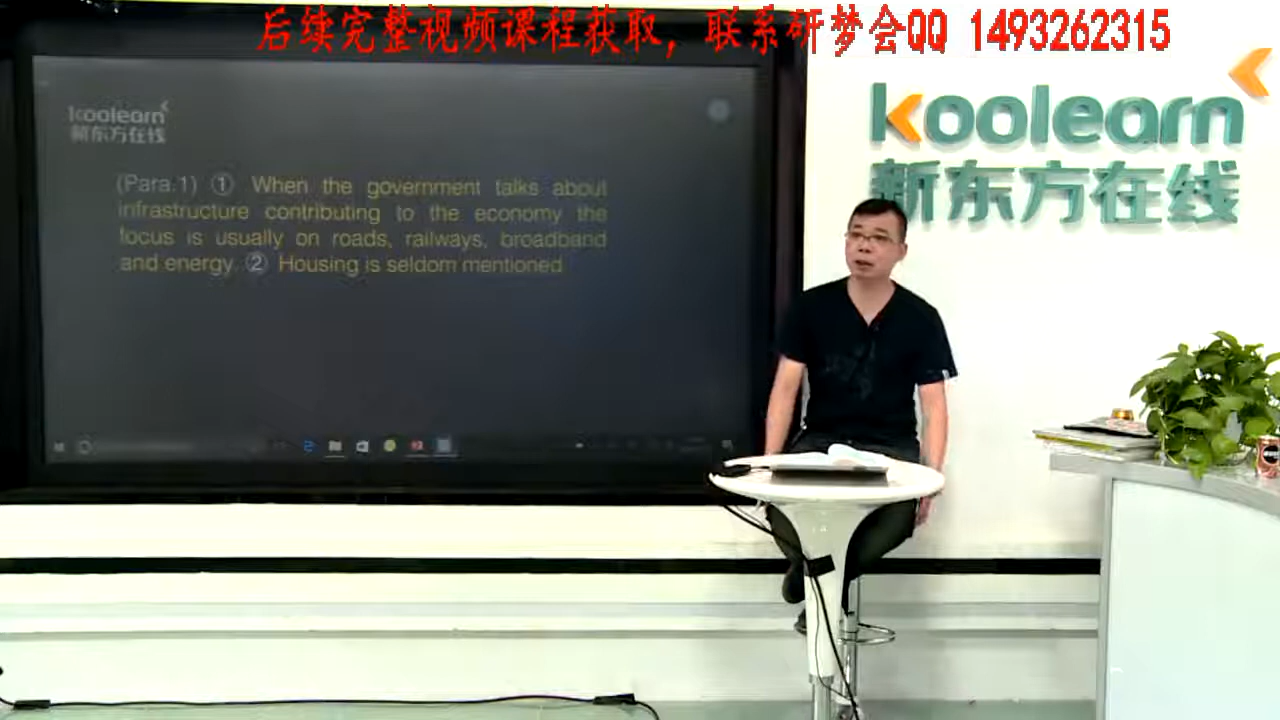 后续完整视频课程获取，联系研梦会QQ 1493262315
koolearn
新东方在线
(Para.1) ① When the government talks about
infrastructure contributing to the economy the
focus is usually on roads, railways, broadband
and energy. ② Housing is seldom mentioned
koolearn
新东方在线